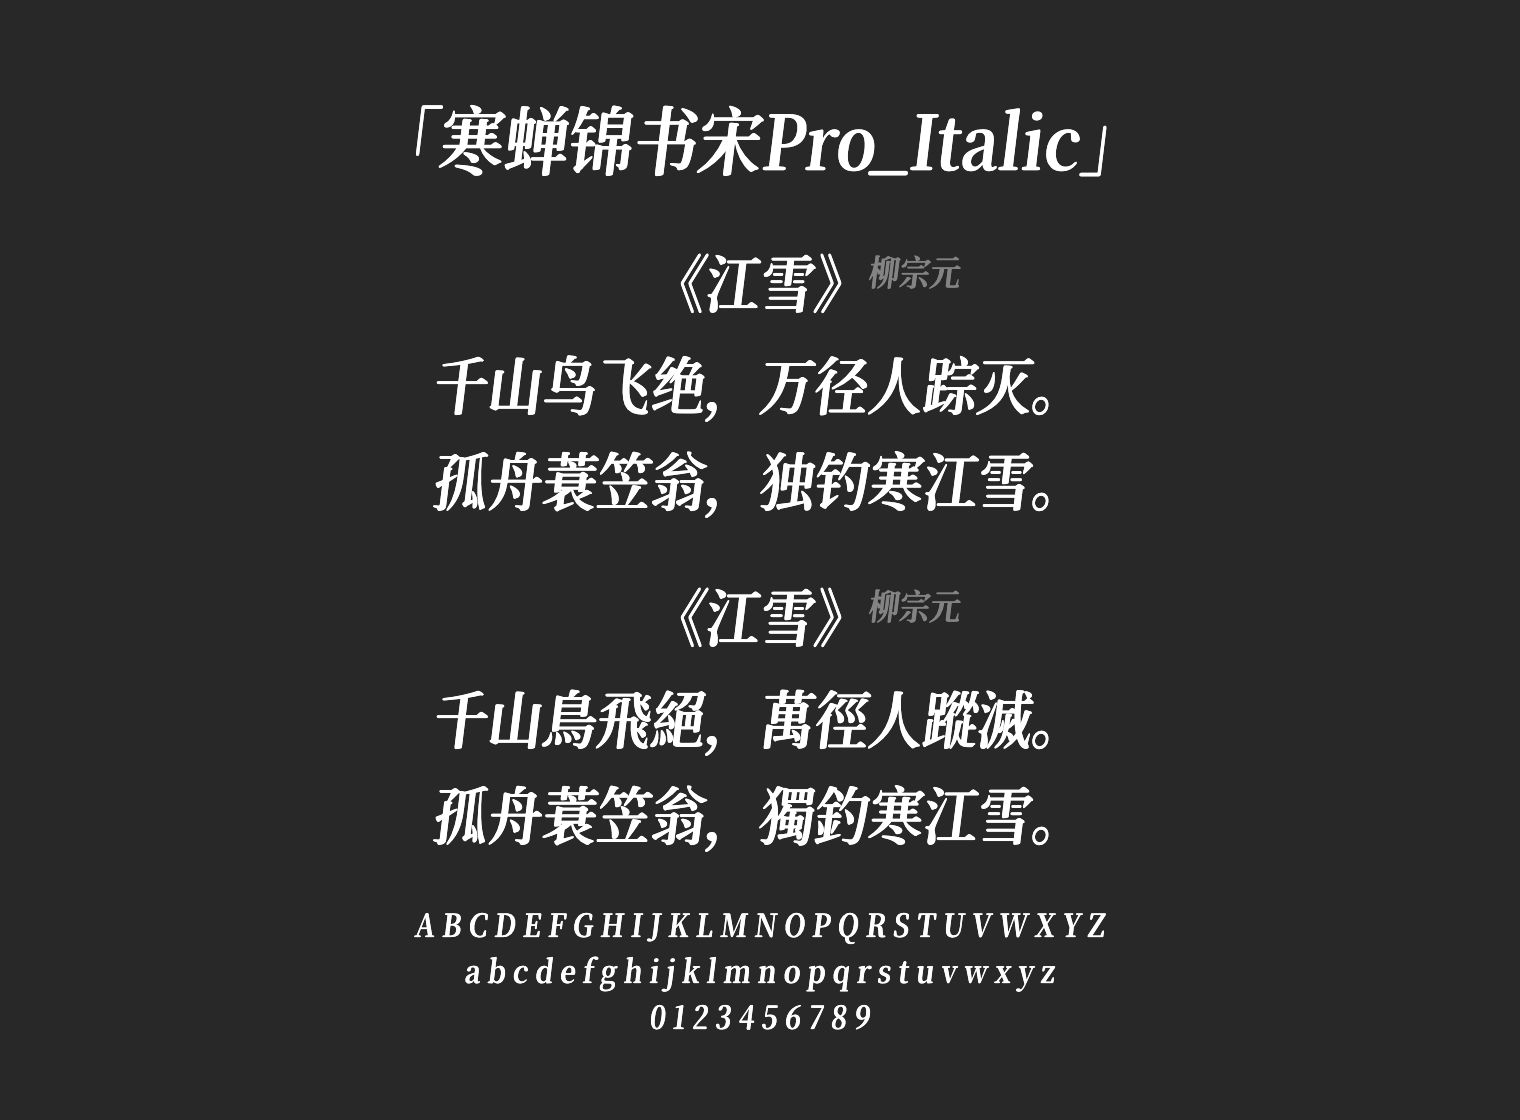 「寒蝉锦书宋Pro_Italic」
《江雪》 柳宗元
千山鸟飞绝，万径人踪灭。
孤舟蓑笠翁，独钓寒江雪。
《江雪》 柳宗元
千山鳥飛絕，萬徑人蹤滅。
孤舟蓑笠翁，獨釣寒江雪。
A B C D E F G H I J K L M N O P Q R S T U V W X Y Z
a b c d e f g h i j k l m n o p q r s t u v w x y z
0 1 2 3 4 5 6 7 8 9